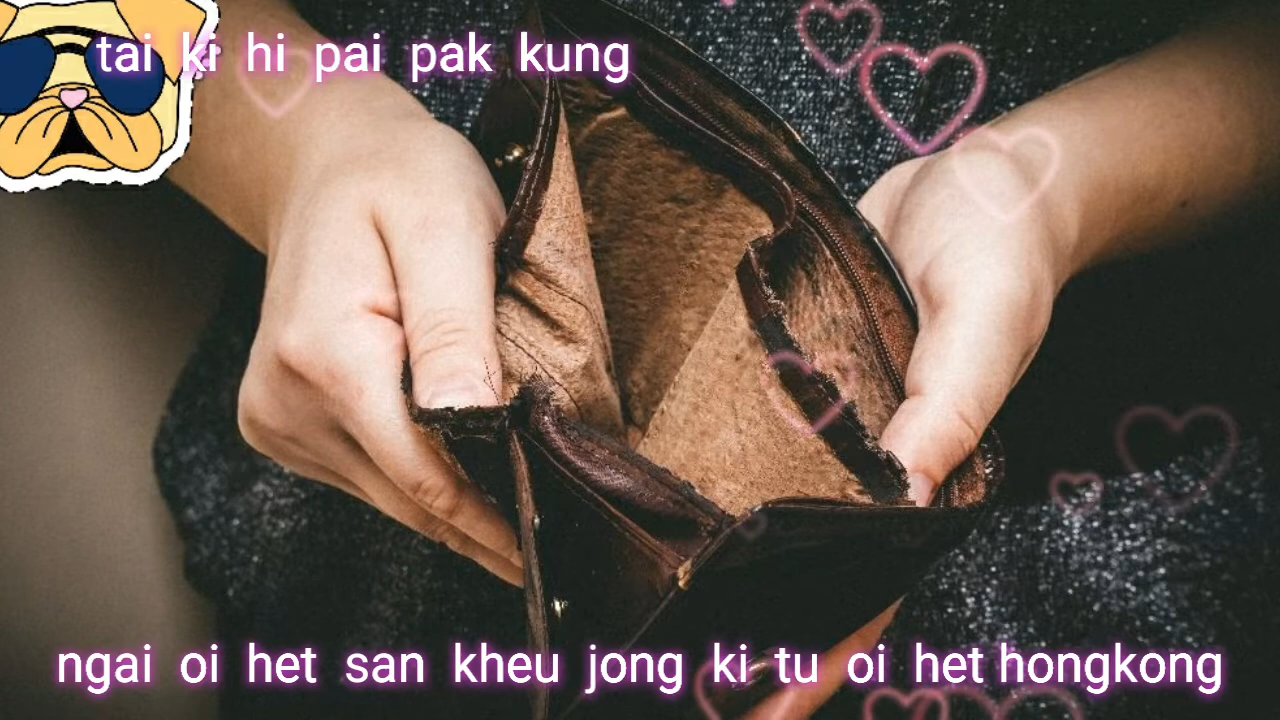 tai ki hi pai pak kung
ngai oi het san kheu jong ki tu oi het hongkong